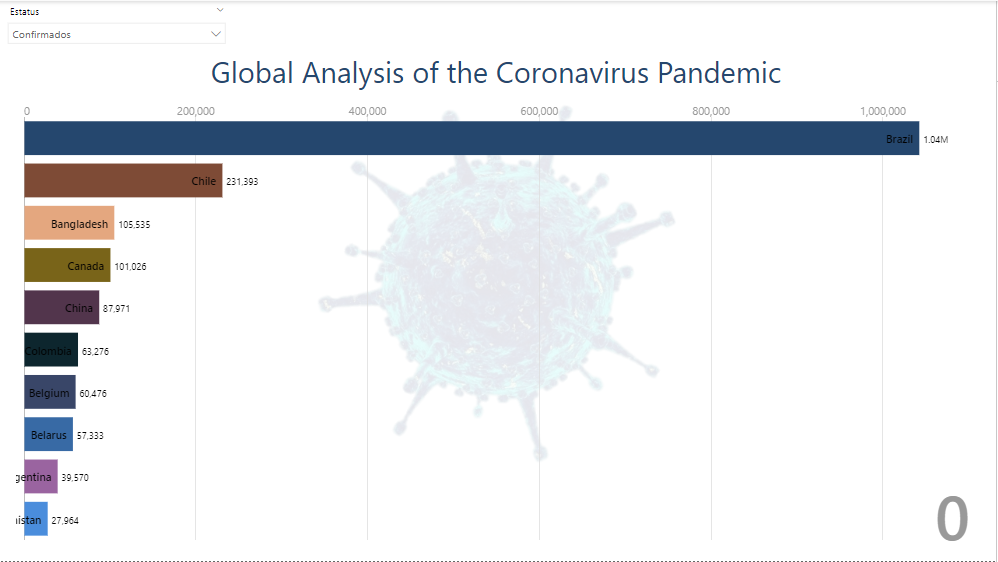 Estatus
Confirmados
Global Analysis of the Coronavirus Pandemic
0 200,000 400,000 600,000 800,000 1,000,000
Brazil 1.04M
Chile 231,393
Bangladesh 105,535
Canada 101,026
China 87,971
Colombia 63,276
Belgium 60,476
Belarus 57,333
gentina 39,570
nistan 27,964
0